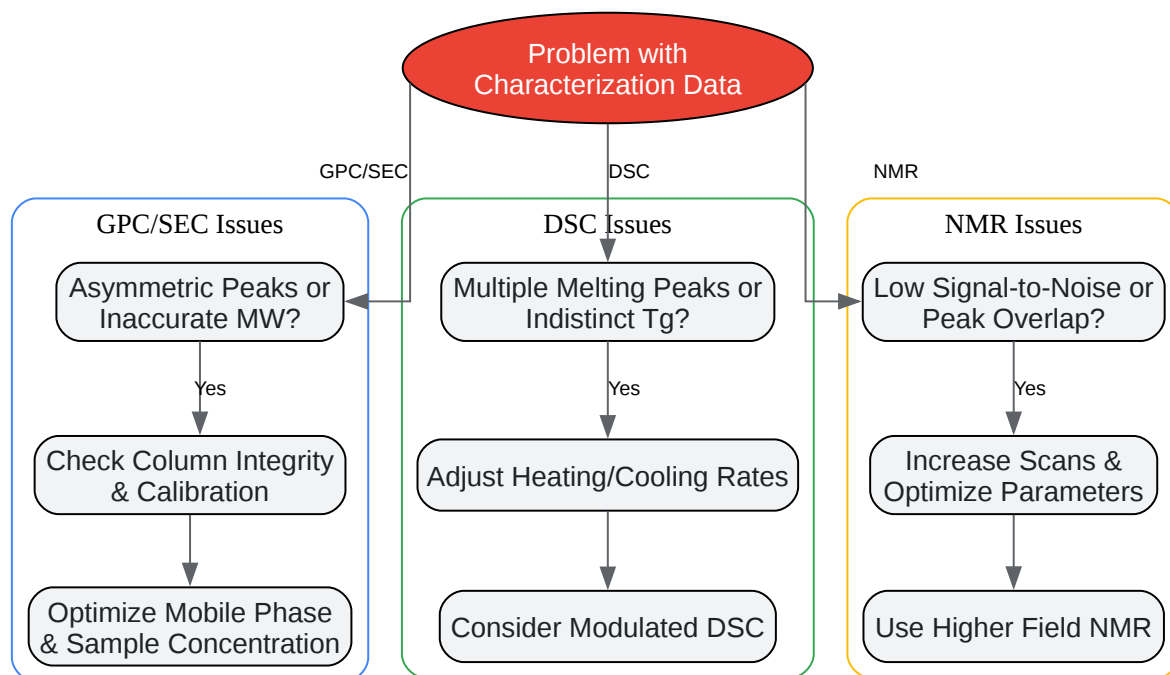 Problem with
Characterization Data
GPC/SEC
DSC
NMR
GPC/SEC Issues
DSC Issues
NMR Issues
Asymmetric Peaks or
Inaccurate MW?
Multiple Melting Peaks or
Indistinct Tg?
Low Signal-to-Noise or
Peak Overlap?
Yes
Yes
Yes
Check Column Integrity
& Calibration
Adjust Heating/Cooling Rates
Increase Scans &
Optimize Parameters
Optimize Mobile Phase
& Sample Concentration
Consider Modulated DSC
Use Higher Field NMR